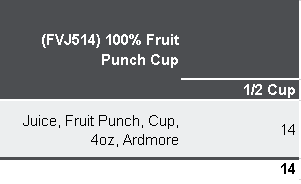 (FVJ514) 100% Fruit
Punch Cup
1/2 Cup
Juice, Fruit Punch, Cup,
4oz, Ardmore
14
14